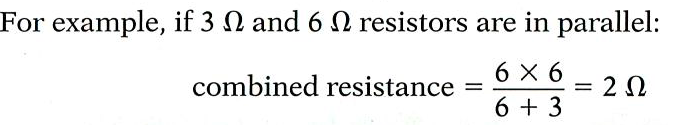 For example, if 3 Ω and 6 Ω resistors are in parallel:
combined resistance = 6 × 6 / 6 + 3 = 2 Ω